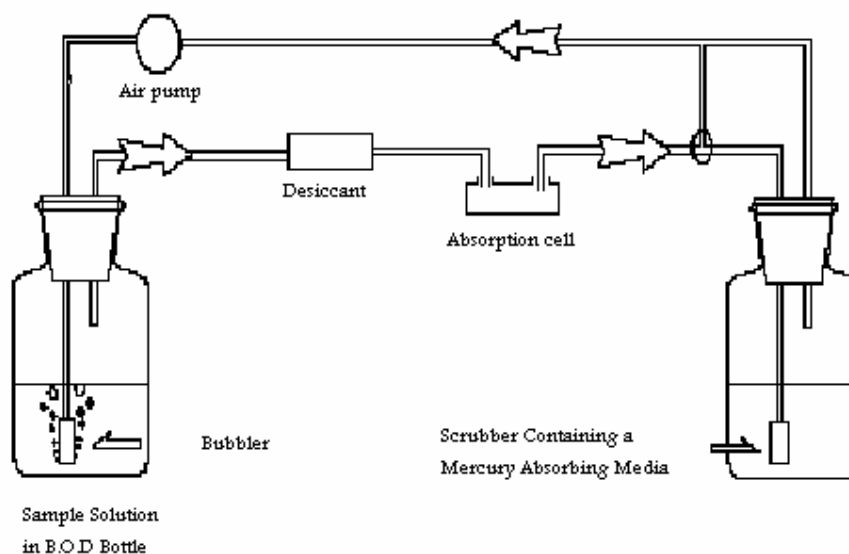 Air pump
Desiccant
Absorption cell
Bubbler
Scrubber Containing a
Mercury Absorbing Media
Sample Solution
in B.O.D Bottle